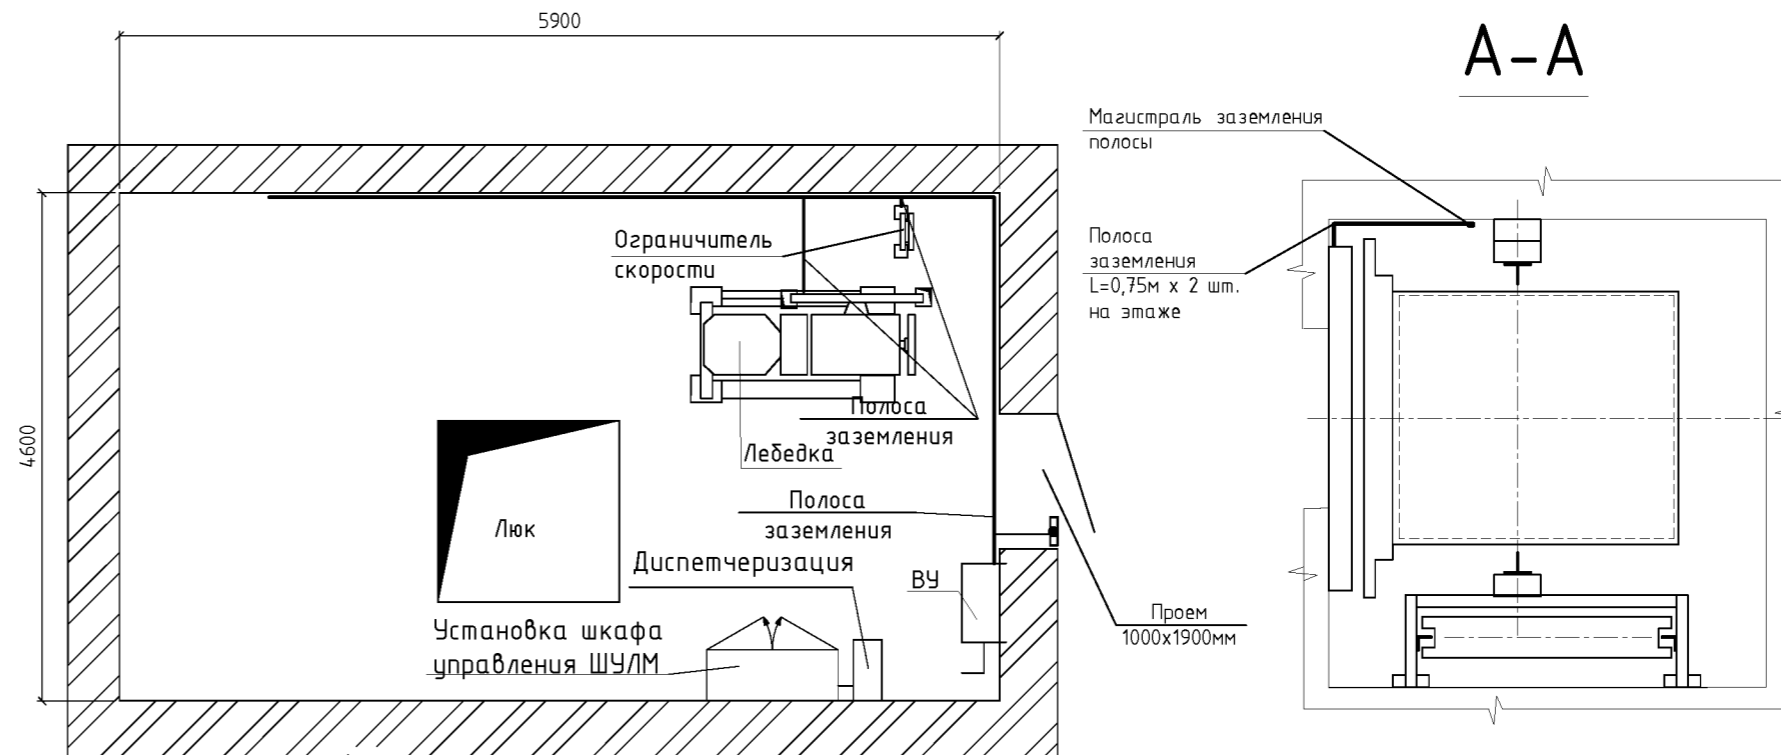 5900
А-А
Магистраль заземления
полосы
Ограничитель
скорости
Полоса
заземления
L=0,75м х 2 шт.
на этаже
4600
Полоса
заземления
Лебедка
Полоса
заземления
Люк
Диспетчеризация
ВУ
Проем
1000х1900мм
Установка шкафа
управления ШУЛМ